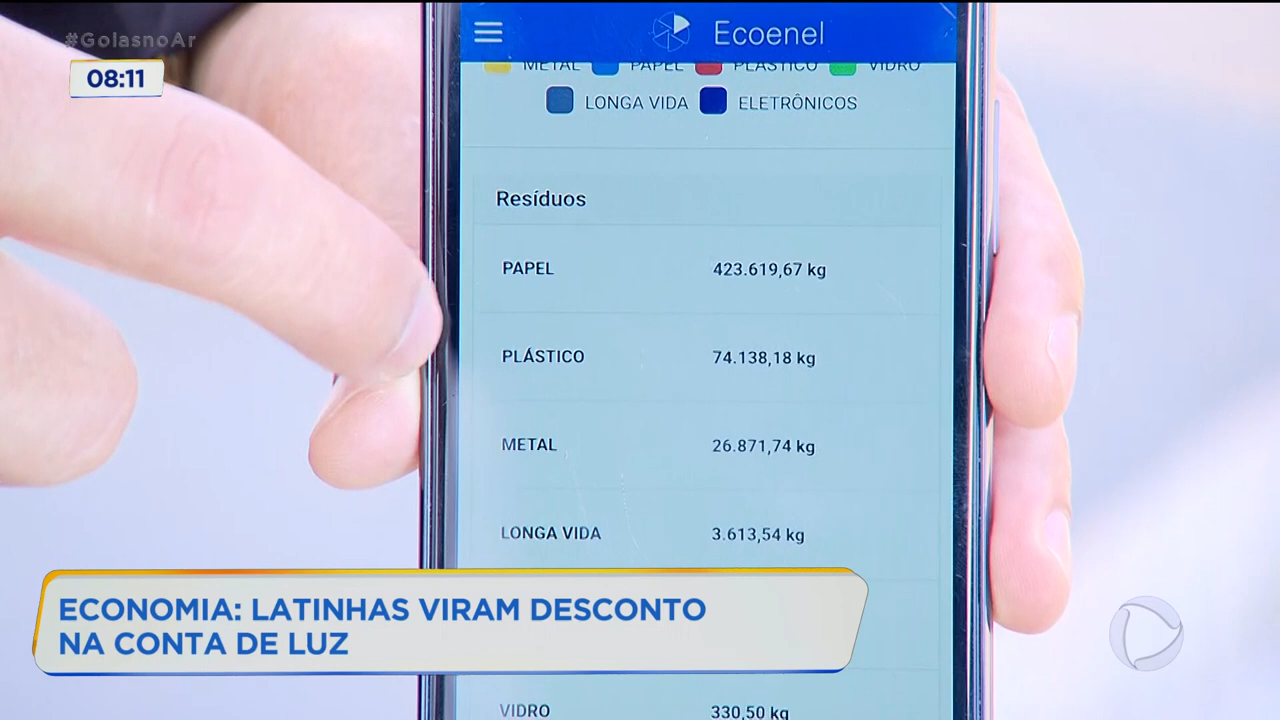 #GoIasnoAr
08:11
Ecoenel
METAL PAPEL PLÁSTICO VIDRO
LONGA VIDA ELETRÔNICOS
Resíduos
PAPEL 423.619,67 kg
PLÁSTICO 74.138,18 kg
METAL 26.871,74 kg
LONGA VIDA 3.613,54 kg
ECONOMIA: LATINHAS VIRAM DESCONTO
NA CONTA DE LUZ
VIDRO 330,50 kg